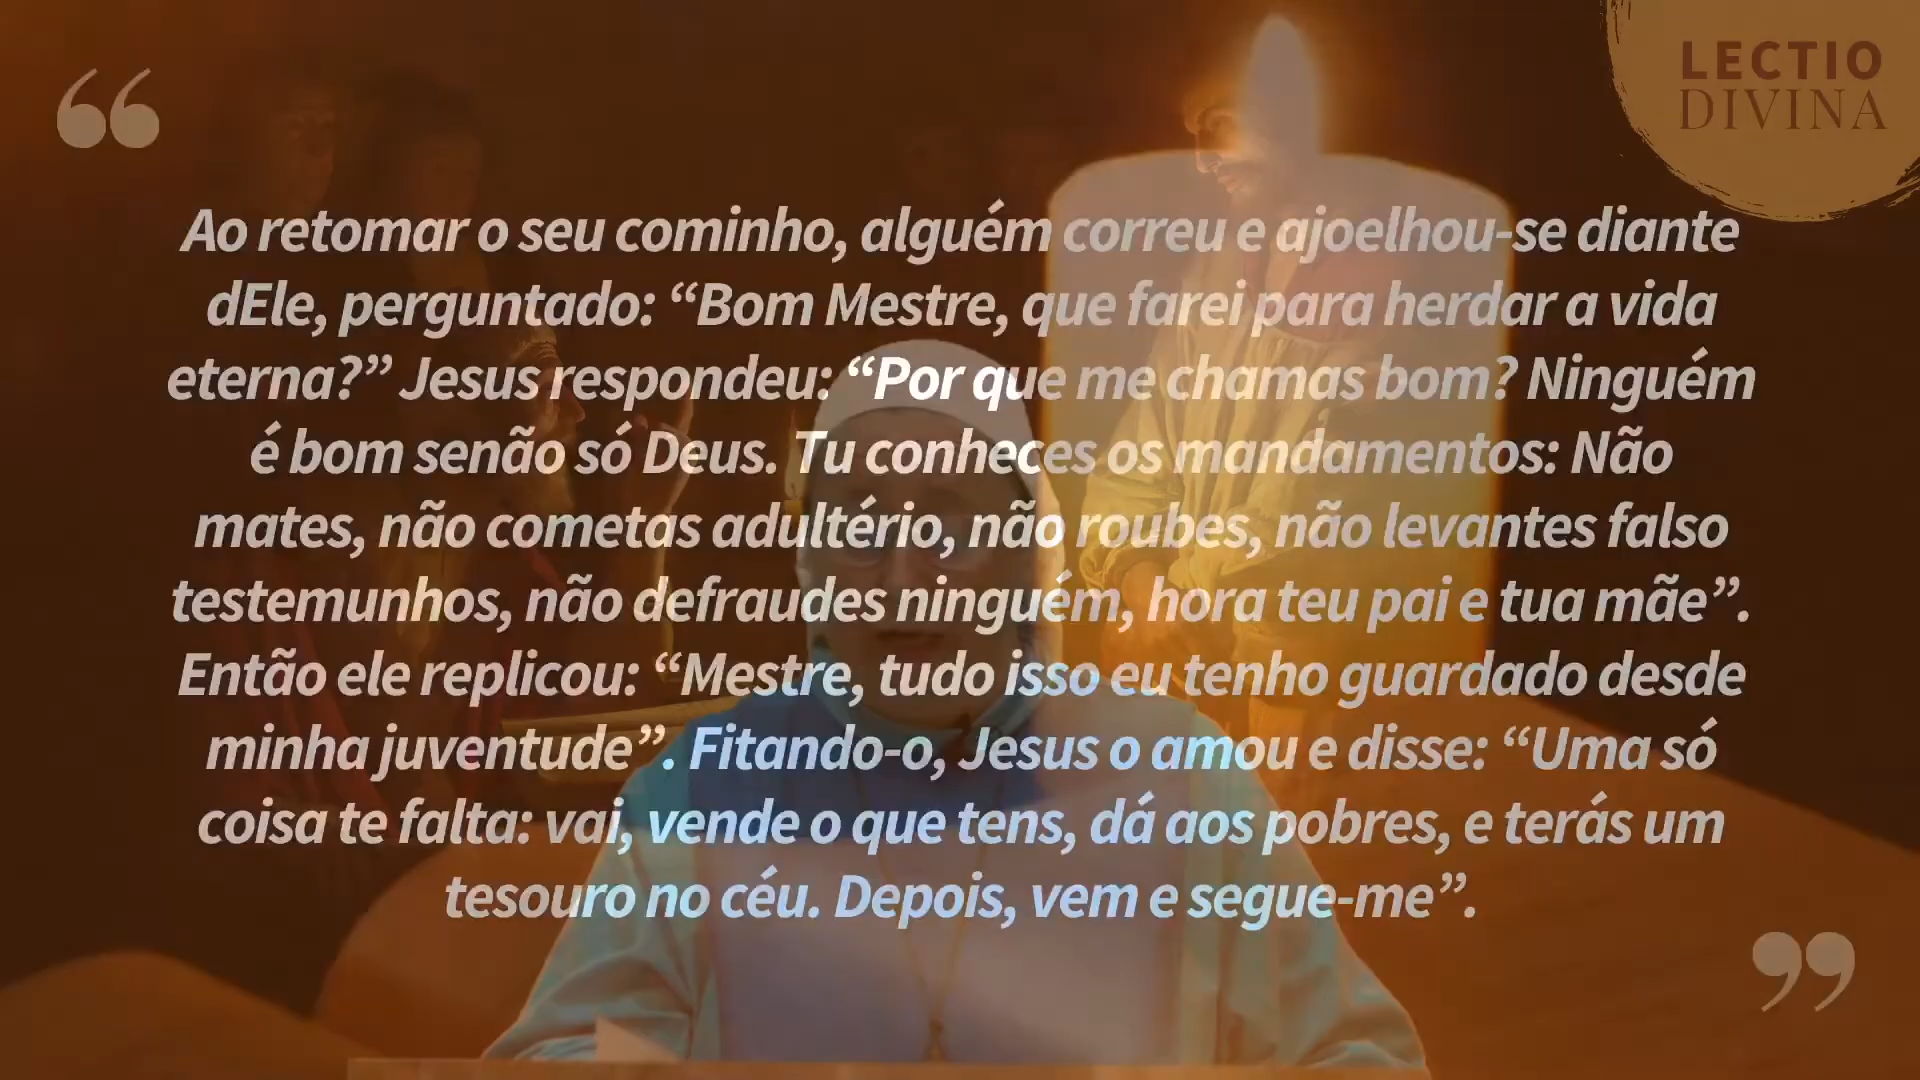 LECTIO
DIVINA
Ao retomar o seu cominho, alguém correu e ajoelhou-se diante
dEle, perguntado: “Bom Mestre, que farei para herdar a vida
eterna?” Jesus respondeu: “Por que me chamas bom? Ninguém
é bom senão só Deus. Tu conheces os mandamentos: Não
mates, não cometas adultério, não roubes, não levantes falso
testemunhos, não defraudes ninguém, hora teu pai e tua mãe”.
Então ele replicou: “Mestre, tudo isso eu tenho guardado desde
minha juventude”. Fitando-o, Jesus o amou e disse: “Uma só
coisa te falta: vai, vende o que tens, dá aos pobres, e terás um
tesouro no céu. Depois, vem e segue-me”.